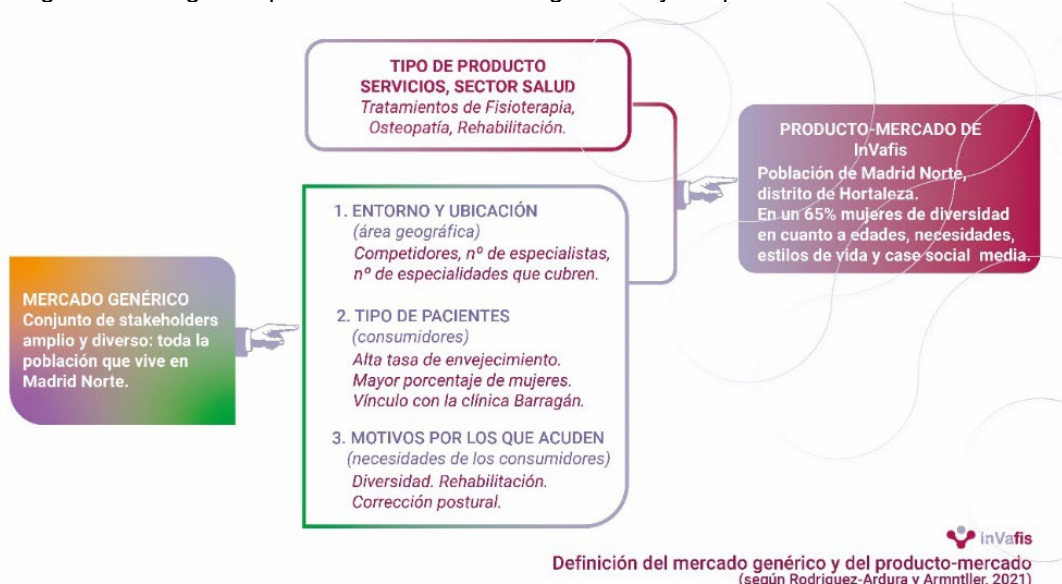 TIPO DE PRODUCTO
SERVICIOS, SECTOR SALUD
Tratamientos de Fisioterapia,
Osteopatía, Rehabilitación.
PRODUCTO-MERCADO DE
InVafis
Población de Madrid Norte,
distrito de Hortaleza.
En un 65% mujeres de diversidad
en cuanto a edades, necesidades,
estilos de vida y case social media.
1. ENTORNO Y UBICACIÓN
(área geográfica)
Competidores, nº de especialistas,
nº de especialidades que cubren.
2. TIPO DE PACIENTES
(consumidores)
Alta tasa de envejecimiento.
Mayor porcentaje de mujeres.
Vínculo con la clínica Barragán.
3. MOTIVOS POR LOS QUE ACUDEN
(necesidades de los consumidores)
Diversidad. Rehabilitación.
Corrección postural.
MERCADO GENÉRICO
Conjunto de stakeholders
amplio y diverso: toda la
población que vive en
Madrid Norte.
inVafis
Definición del mercado genérico y del producto-mercado
(según Rodriguez-Ardura y Armntller, 2021)